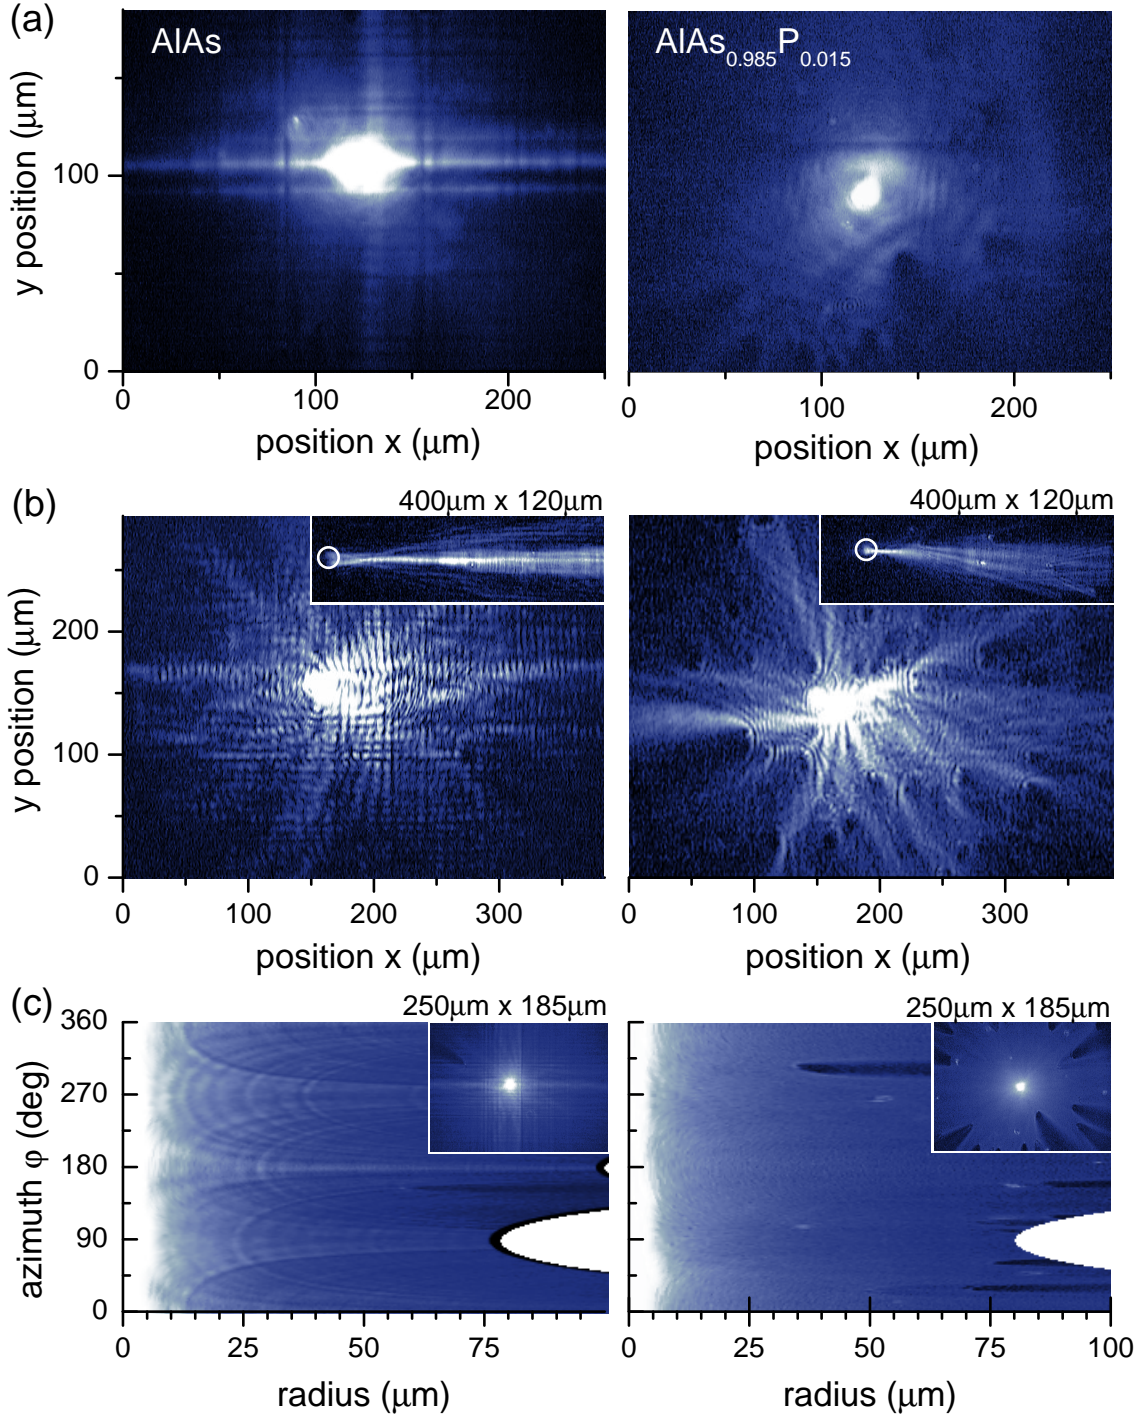 (a)
AlAs
AlAs0.985P0.015
y position (μm)
100
0
0
100
200
position x (μm)
0
100
200
position x (μm)
(b)
400μm x 120μm
400μm x 120μm
y position (μm)
200
100
0
0
100
200
300
position x (μm)
0
100
200
300
position x (μm)
(c)
250μm x 185μm
250μm x 185μm
azimuth φ (deg)
360
270
180
90
0
0
25
50
75
radius (μm)
0
25
50
75
100
radius (μm)